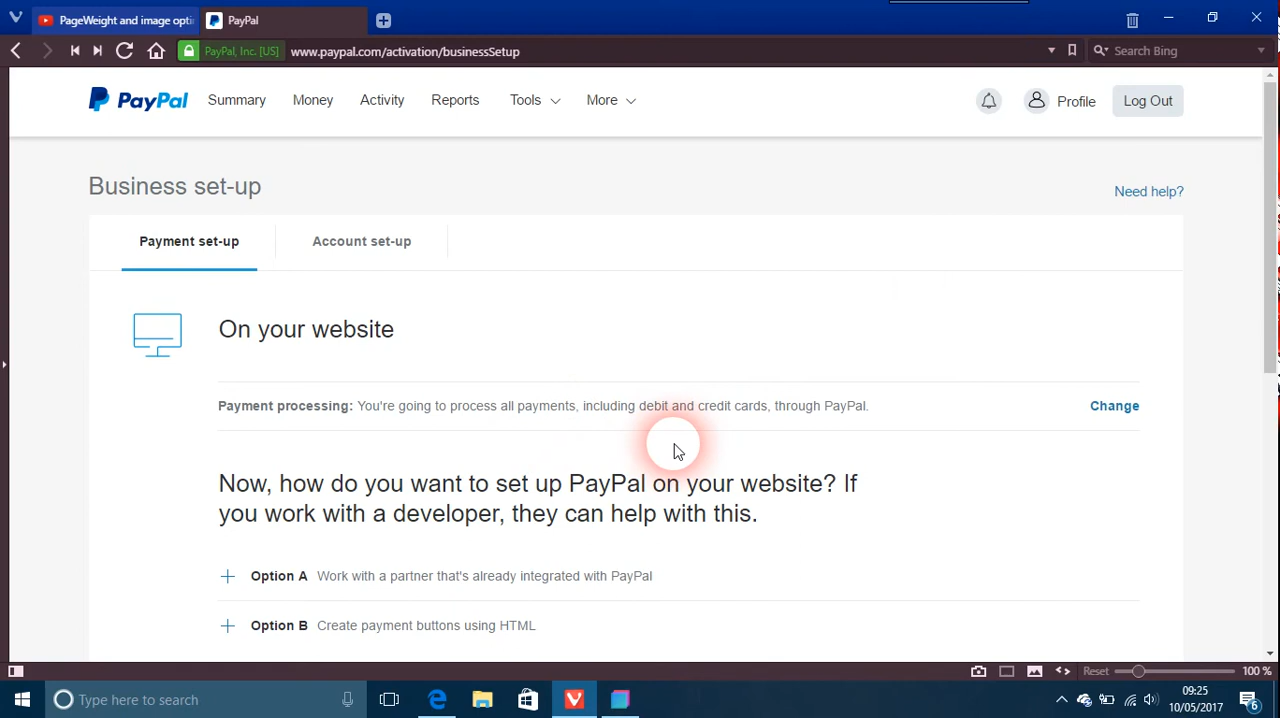 PageWeight and image opti
PayPal
PayPal, Inc. [US]
www.paypal.com/activation/businessSetup
Search Bing
PayPal
Summary
Money
Activity
Reports
Tools
More
Profile
Log Out
Business set-up
Need help?
Payment set-up
Account set-up
On your website
Payment processing: You're going to process all payments, including debit and credit cards, through PayPal.
Change
Now, how do you want to set up PayPal on your website? If
you work with a developer, they can help with this.
Option A Work with a partner that's already integrated with PayPal
Option B Create payment buttons using HTML
Reset
100 %
Type here to search
09:25
10/05/2017
6